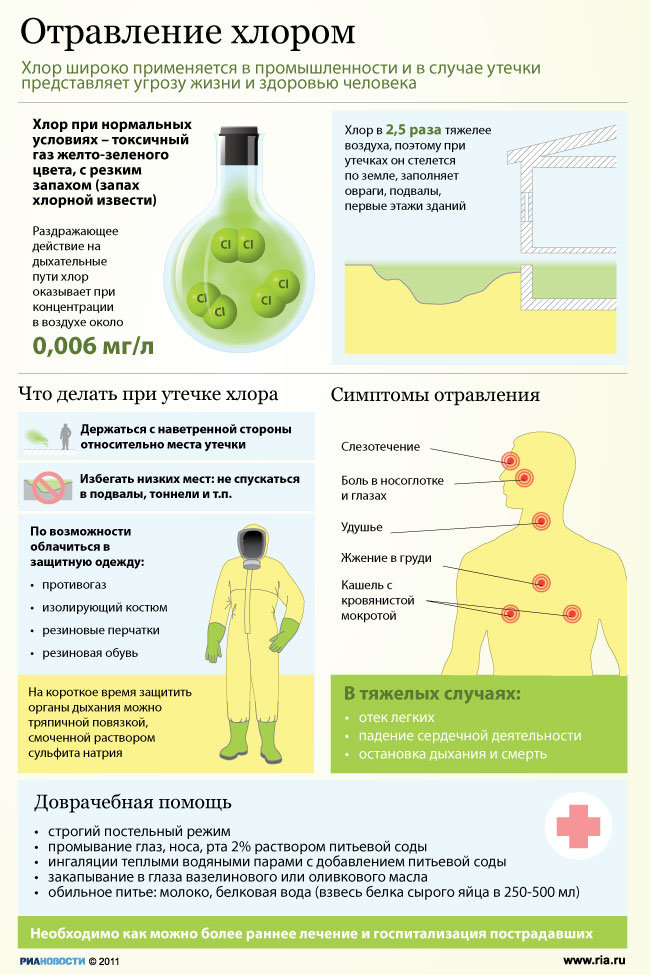 Отравление хлором
Хлор широко применяется в промышленности и в случае утечки
представляет угрозу жизни и здоровью человека
Хлор при нормальных
условиях – токсичный
газ желто-зеленого
цвета, с резким
запахом (запах
хлорной извести)
Раздражающее
действие на
дыхательные
пути хлор
оказывает при
концентрации
в воздухе около
0,006 мг/л
Cl Cl
Cl Cl
Cl Cl
Хлор в 2,5 раза тяжелее
воздуха, поэтому при
утечках он стелется
по земле, заполняет
овраги, подвалы,
первые этажи зданий
Что делать при утечке хлора
Держаться с наветренной стороны
относительно места утечки
Избегать низких мест: не спускаться
в подвалы, тоннели и т.п.
По возможности
облачиться в
защитную одежду:
• противогаз
• изолирующий костюм
• резиновые перчатки
• резиновая обувь
На короткое время защитить
органы дыхания можно
тряпичной повязкой,
смоченной раствором
сульфита натрия
Симптомы отравления
Слезотечение
Боль в носоглотке
и глазах
Удушье
Жжение в груди
Кашель с
кровянистой
мокротой
В тяжелых случаях:
• отек легких
• падение сердечной деятельности
• остановка дыхания и смерть
Доврачебная помощь
• строгий постельный режим
• промывание глаз, носа, рта 2% раствором питьевой соды
• ингаляции теплыми водяными парами с добавлением питьевой соды
• закапывание в глаза вазелинового или оливкового масла
• обильное питье: молоко, белковая вода (взвесь белка сырого яйца в 250-500 мл)
Необходимо как можно более раннее лечение и госпитализация пострадавших
РИАНОВОСТИ © 2011
www.ria.ru